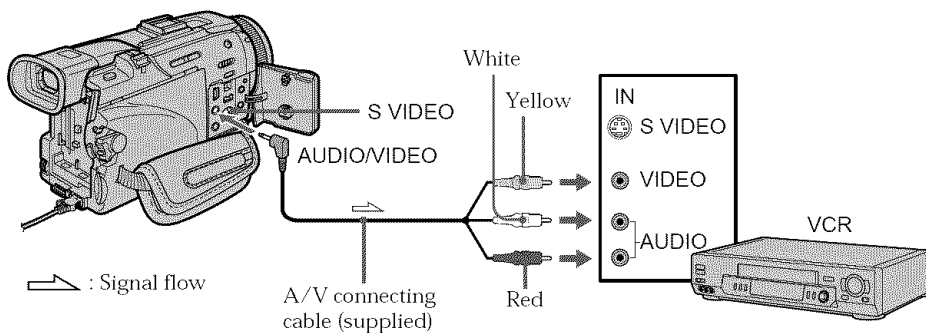 White
Yellow
IN
S VIDEO
S VIDEO
AUDIO/VIDEO
VIDEO
AUDIO
VCR
: Signal flow
A/V connecting
cable (supplied)
Red